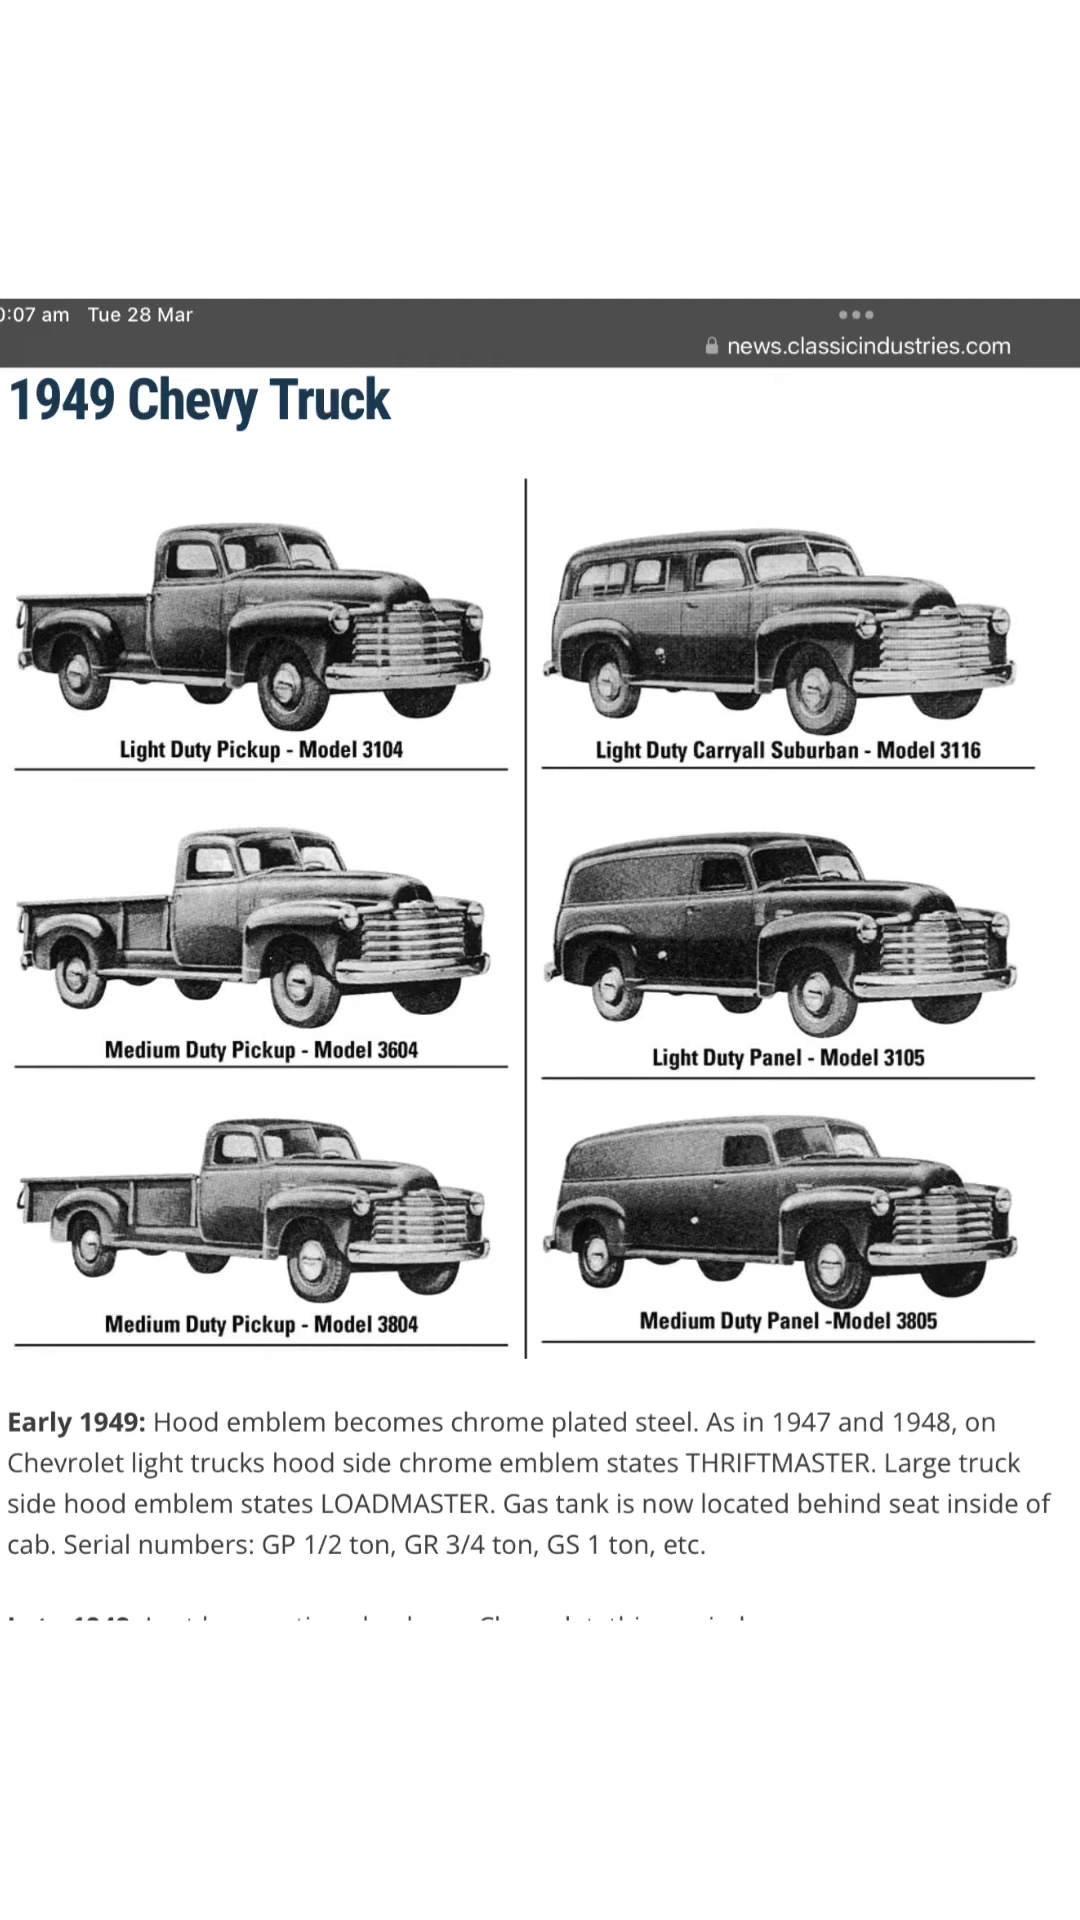 :07 am Tue 28 Mar
news.classicindustries.com
1949 Chevy Truck
Light Duty Pickup - Model 3104
Light Duty Carryall Suburban - Model 3116
Medium Duty Pickup - Model 3604
Light Duty Panel - Model 3105
Medium Duty Pickup - Model 3804
Medium Duty Panel -Model 3805
Early 1949: Hood emblem becomes chrome plated steel. As in 1947 and 1948, on
Chevrolet light trucks hood side chrome emblem states THRIFTMASTER. Large truck
side hood emblem states LOADMASTER. Gas tank is now located behind seat inside of
cab. Serial numbers: GP 1/2 ton, GR 3/4 ton, GS 1 ton, etc.